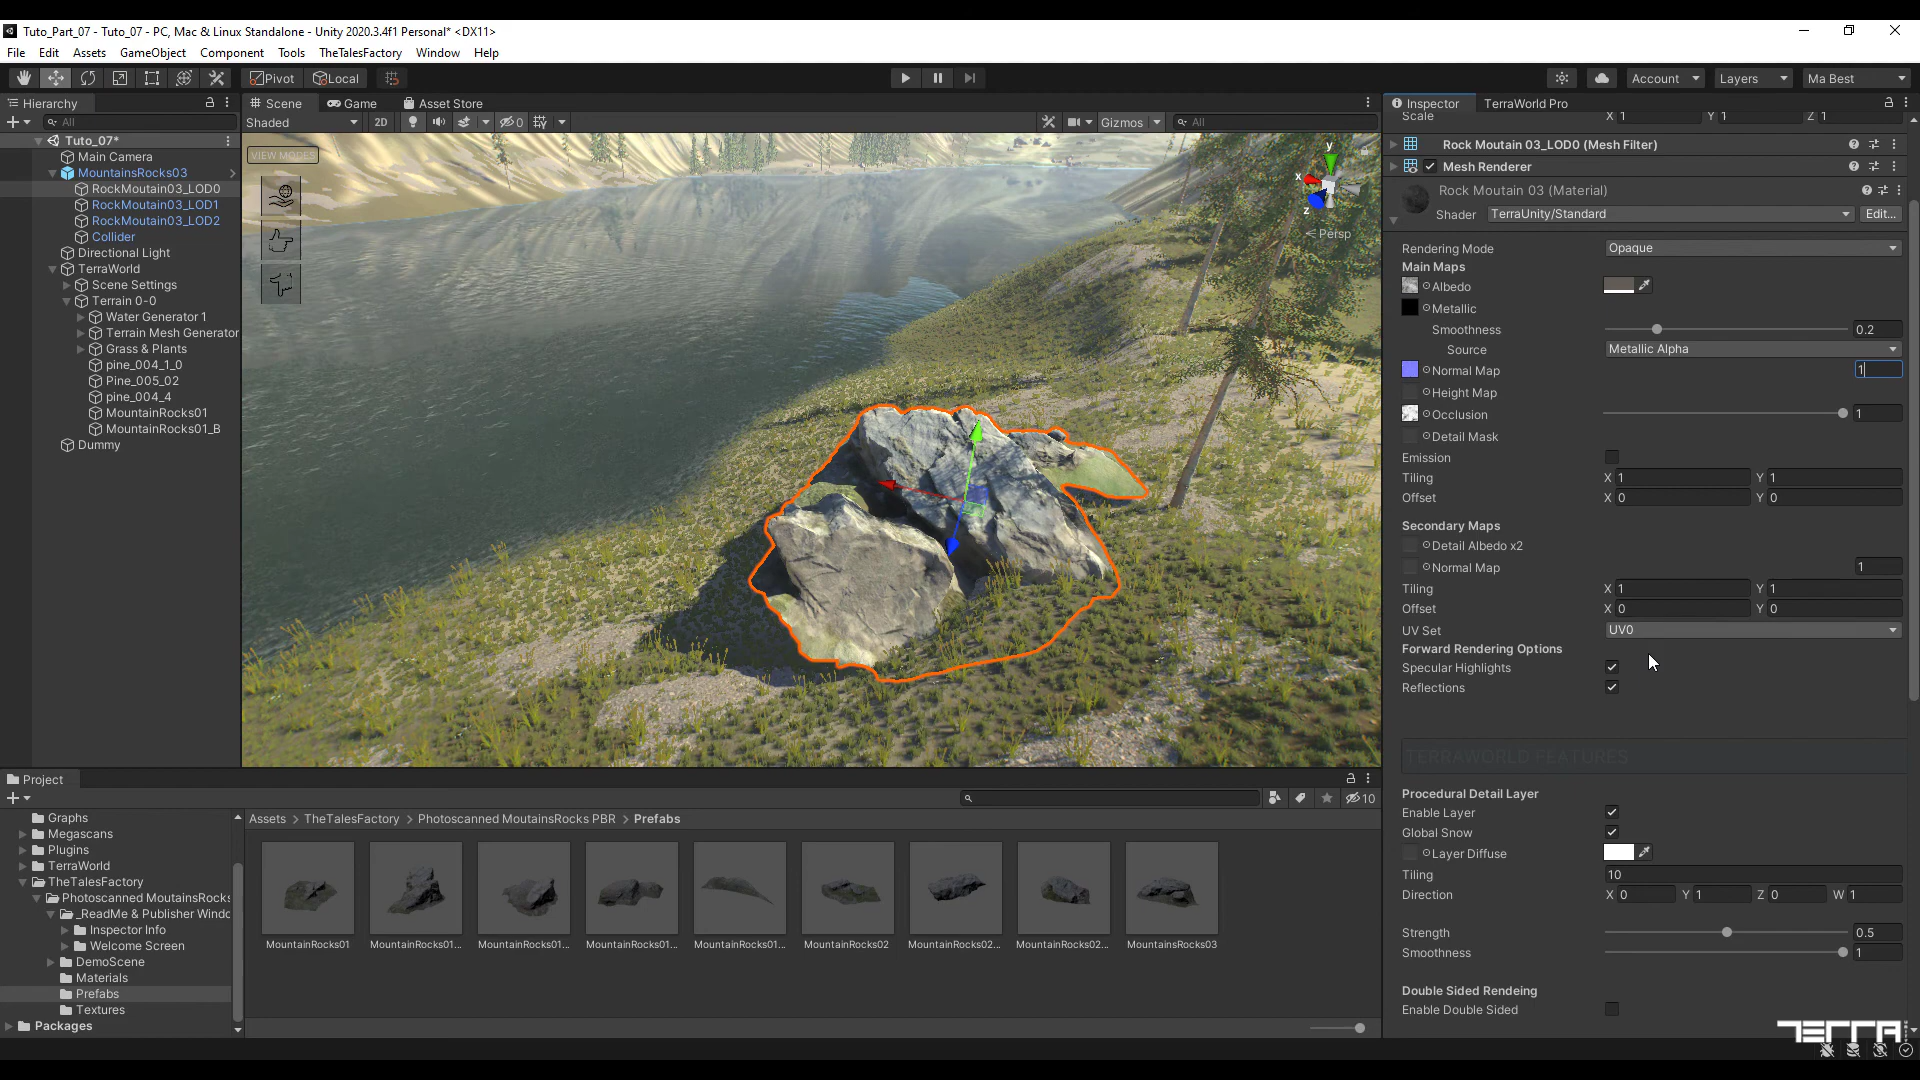 Tuto_Part_07 - Tuto_07 - PC, Mac & Linux Standalone - Unity 2020.3.4f1 Personal* <DX11>
File Edit Assets GameObject Component Tools TheTalesFactory Window Help
Pivot Local Account Layers Ma Best
Hierarchy
All
Tuto_07*
Main Camera
MountainsRocks03
RockMoutain03_LOD0
RockMoutain03_LOD1
RockMoutain03_LOD2
Collider
Directional Light
TerraWorld
Scene Settings
Terrain 0-0
Water Generator 1
Terrain Mesh Generator
Grass & Plants
pine_004_1_0
Pine_005_02
pine_004_4
MountainRocks01
MountainRocks01_B
Dummy
Scene Game Asset Store
Shaded 2D 0 Gizmos All
VIEW MODES
y
x
z
< Persp
Inspector TerraWorld Pro
Scale X 1 Y 1 Z 1
Rock Moutain 03_LOD0 (Mesh Filter)
Mesh Renderer
Rock Moutain 03 (Material)
Shader TerraUnity/Standard Edit...
Rendering Mode Opaque
Main Maps
Albedo
Metallic
Smoothness 0.2
Source Metallic Alpha
Normal Map 1
Height Map
Occlusion 1
Detail Mask
Emission
Tiling X 1 Y 1
Offset X 0 Y 0
Secondary Maps
Detail Albedo x2
Normal Map 1
Tiling X 1 Y 1
Offset X 0 Y 0
UV Set UV0
Forward Rendering Options
Specular Highlights
Reflections
TERRAWORLD FEATURES
Procedural Detail Layer
Enable Layer
Global Snow
Layer Diffuse
Tiling 10
Direction X 0 Y 1 Z 0 W 1
Strength 0.5
Smoothness 1
Double Sided Rendeing
Enable Double Sided
TERRA
Project
10
Graphs
Megascans
Plugins
TerraWorld
TheTalesFactory
Photoscanned MoutainsRocks
_ReadMe & Publisher Windo
Inspector Info
Welcome Screen
DemoScene
Materials
Prefabs
Textures
Packages
Assets > TheTalesFactory > Photoscanned MoutainsRocks PBR > Prefabs
MountainRocks01 MountainRocks01... MountainRocks01... MountainRocks01... MountainRocks01... MountainRocks02 MountainRocks02... MountainRocks02... MountainsRocks03